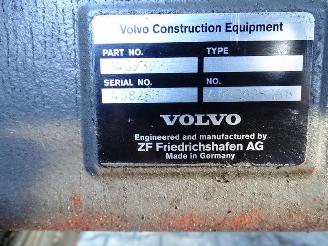 Volvo Construction Equipment
PART NO. TYPE
SERIAL NO. NO.
VOLVO
Engineered and manufactured by
ZF Friedrichshafen AG
Made in Germany